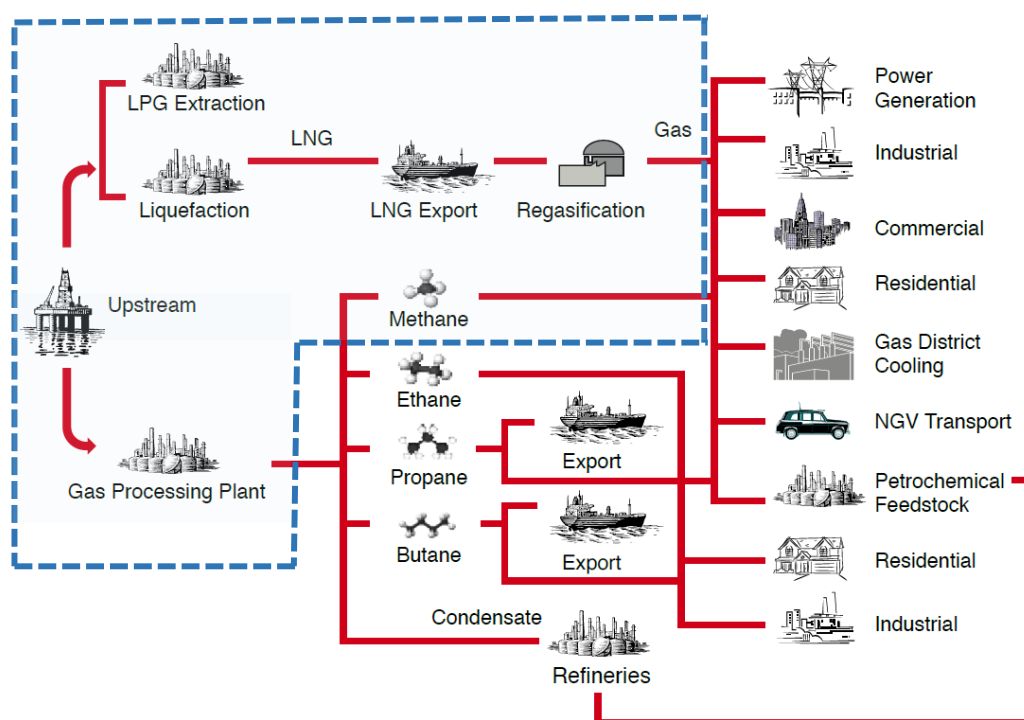 LPG Extraction
LNG
Gas
Liquefaction
LNG Export
Regasification
Upstream
Methane
Ethane
Propane
Export
Gas Processing Plant
Butane
Export
Condensate
Refineries
Power
Generation
Industrial
Commercial
Residential
Gas District
Cooling
NGV Transport
Petrochemical
Feedstock
Residential
Industrial